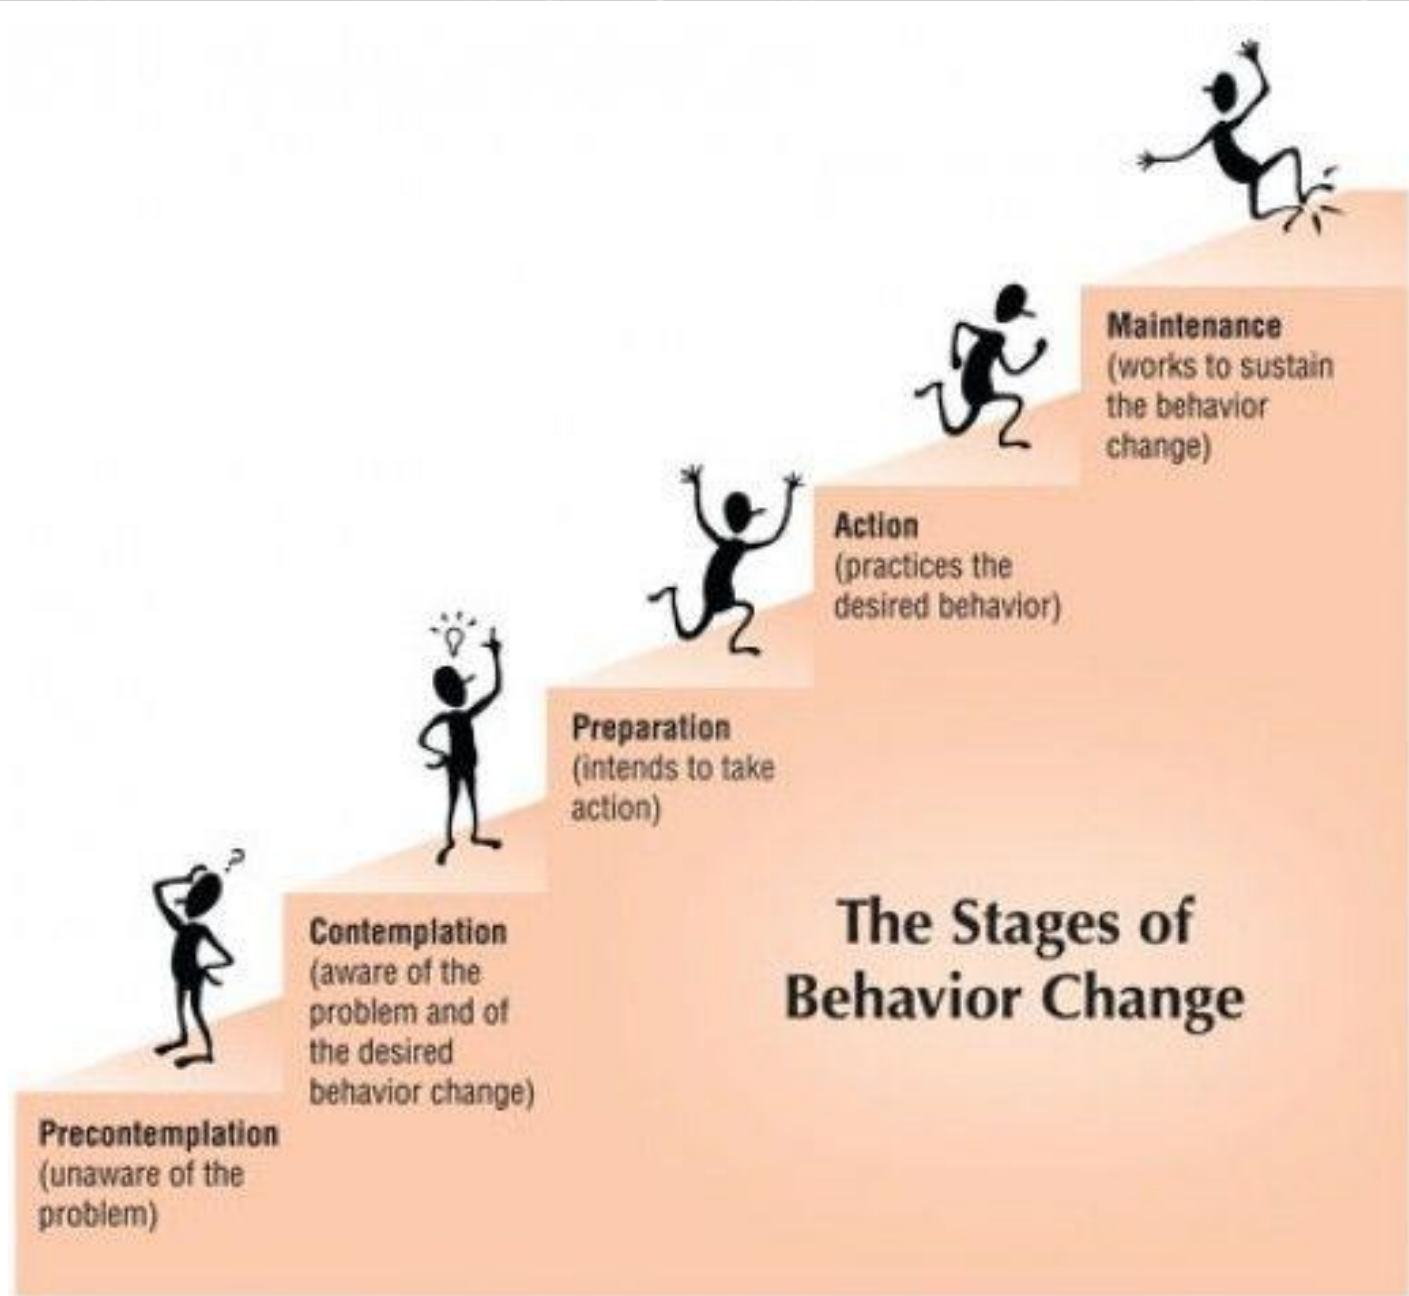 Maintenance
(works to sustain
the behavior
change)
Action
(practices the
desired behavior)
Preparation
(intends to take
action)
Contemplation
(aware of the
problem and of
the desired
behavior change)
Precontemplation
(unaware of the
problem)
The Stages of
Behavior Change
?